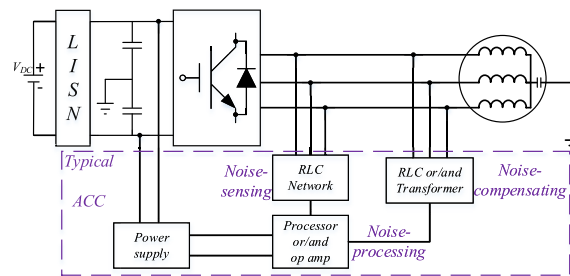 L
I
S
N
VDC
+
-
Typical
ACC
Noise-
sensing
RLC
Network
RLC or/and
Transformer
Noise-
compensating
Power
supply
Processor
or/and
op amp
Noise-
processing